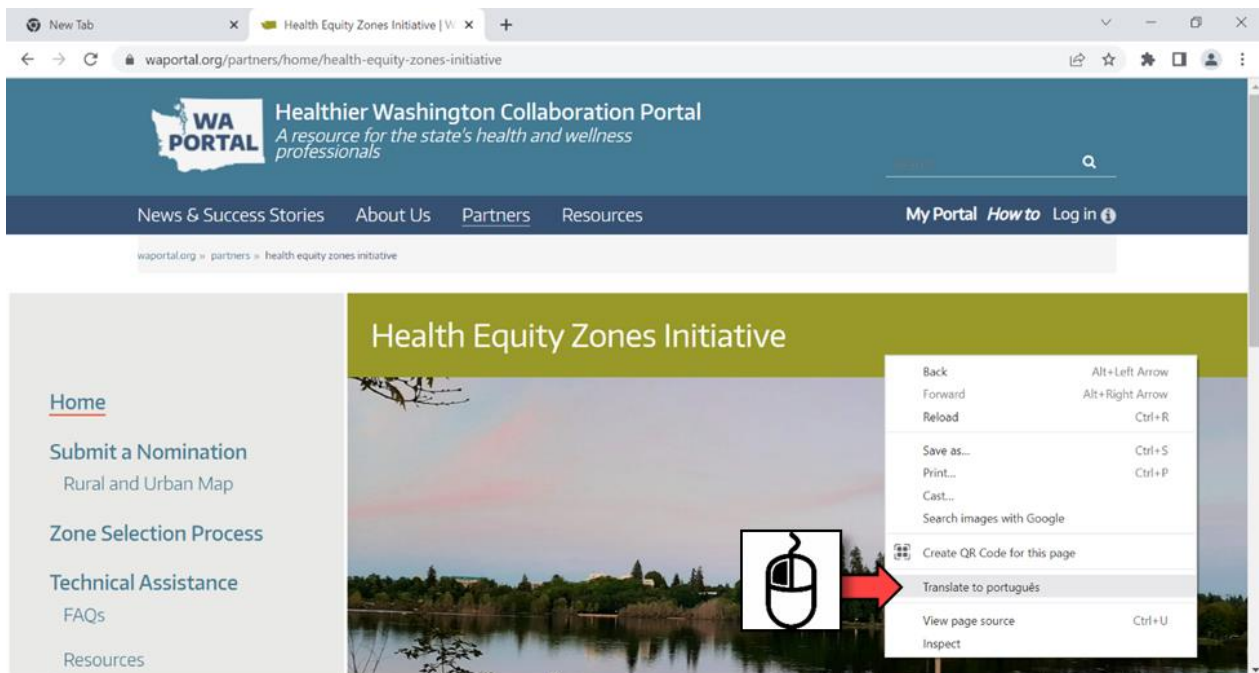 New Tab
Health Equity Zones Initiative | W
waportal.org/partners/home/health-equity-zones-initiative
WA
PORTAL
Healthier Washington Collaboration Portal
A resource for the state's health and wellness
professionals
News & Success Stories About Us Partners Resources My Portal How to Log in
waportal.org » partners » health equity zones initiative
Health Equity Zones Initiative
Home
Submit a Nomination
Rural and Urban Map
Zone Selection Process
Technical Assistance
FAQs
Resources
Back Alt+Left Arrow
Forward Alt+Right Arrow
Reload Ctrl+R
Save as... Ctrl+S
Print... Ctrl+P
Cast...
Search images with Google
Create QR Code for this page
Translate to português
View page source Ctrl+U
Inspect